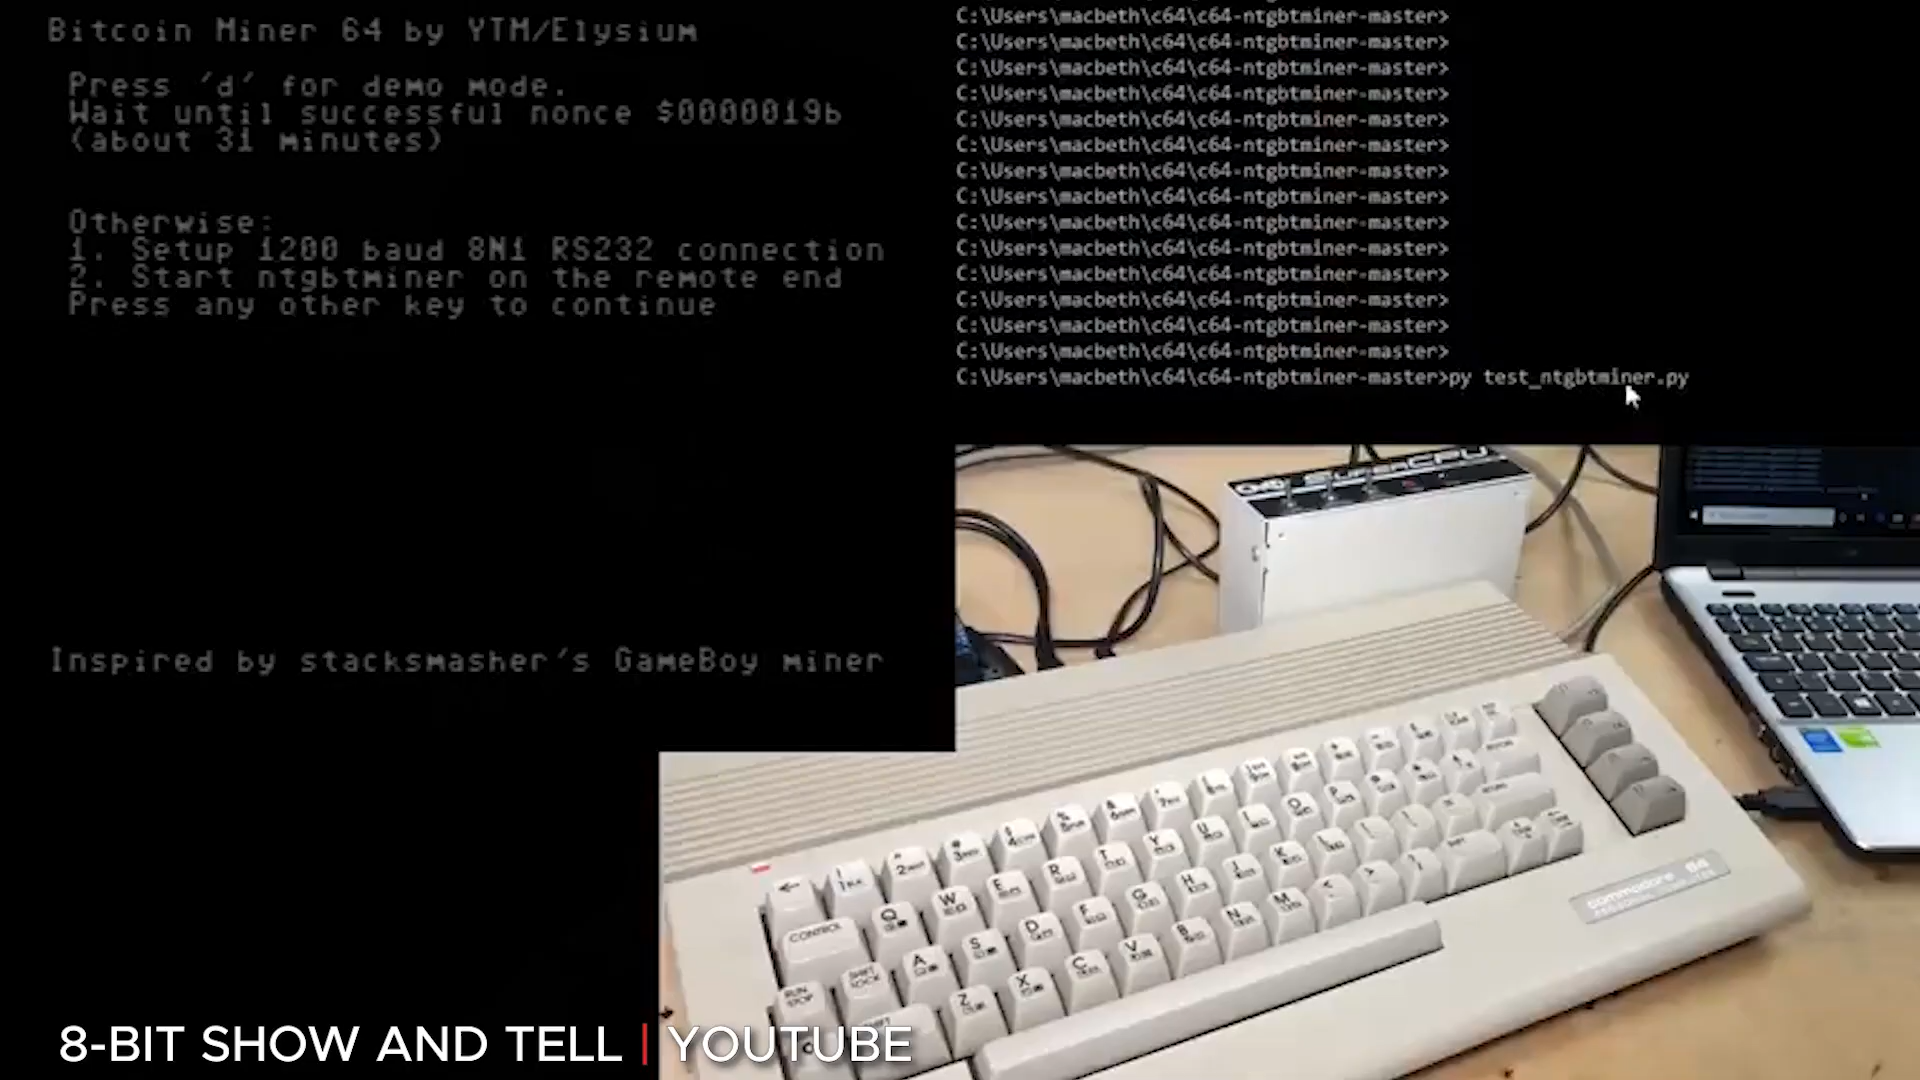 Bitcoin Miner 64 by YTM/Elysium
Press 'd' for demo mode.
Wait until successful nonce $0000019b
(about 31 minutes)
Otherwise:
1. Setup 1200 baud 8N1 RS232 connection
2. Start ntgbtminer on the remote end
Press any other key to continue
Inspired by stacksmasher's GameBoy miner
C:\Users\macbeth\c64\c64-ntgbtminer-master>
C:\Users\macbeth\c64\c64-ntgbtminer-master>
C:\Users\macbeth\c64\c64-ntgbtminer-master>
C:\Users\macbeth\c64\c64-ntgbtminer-master>
C:\Users\macbeth\c64\c64-ntgbtminer-master>
C:\Users\macbeth\c64\c64-ntgbtminer-master>
C:\Users\macbeth\c64\c64-ntgbtminer-master>
C:\Users\macbeth\c64\c64-ntgbtminer-master>
C:\Users\macbeth\c64\c64-ntgbtminer-master>
C:\Users\macbeth\c64\c64-ntgbtminer-master>
C:\Users\macbeth\c64\c64-ntgbtminer-master>
C:\Users\macbeth\c64\c64-ntgbtminer-master>
C:\Users\macbeth\c64\c64-ntgbtminer-master>
C:\Users\macbeth\c64\c64-ntgbtminer-master>
C:\Users\macbeth\c64\c64-ntgbtminer-master>py test_ntgbtminer.py
SUPERCPU
commodore 64
Q W E R T Y U I O P
CONTROL
A S D F G H J K L
RUN STOP
SHIFT LOCK
Z X C V B N M
8-BIT SHOW AND TELL | YOUTUBE